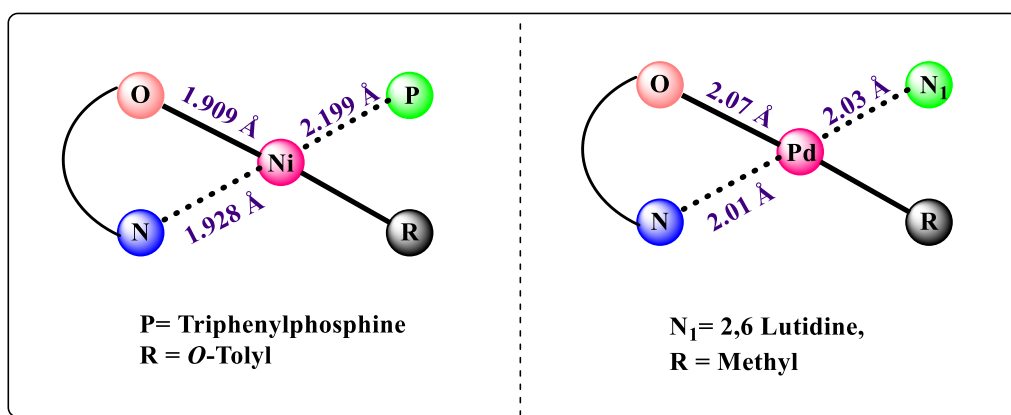 O
1.909 Å
2.199 Å
P
Ni
N
1.928 Å
R
P= Triphenylphosphine
R = O-Tolyl
O
2.07 Å
2.03 Å
N₁
Pd
N
2.01 Å
R
N₁= 2,6 Lutidine,
R = Methyl